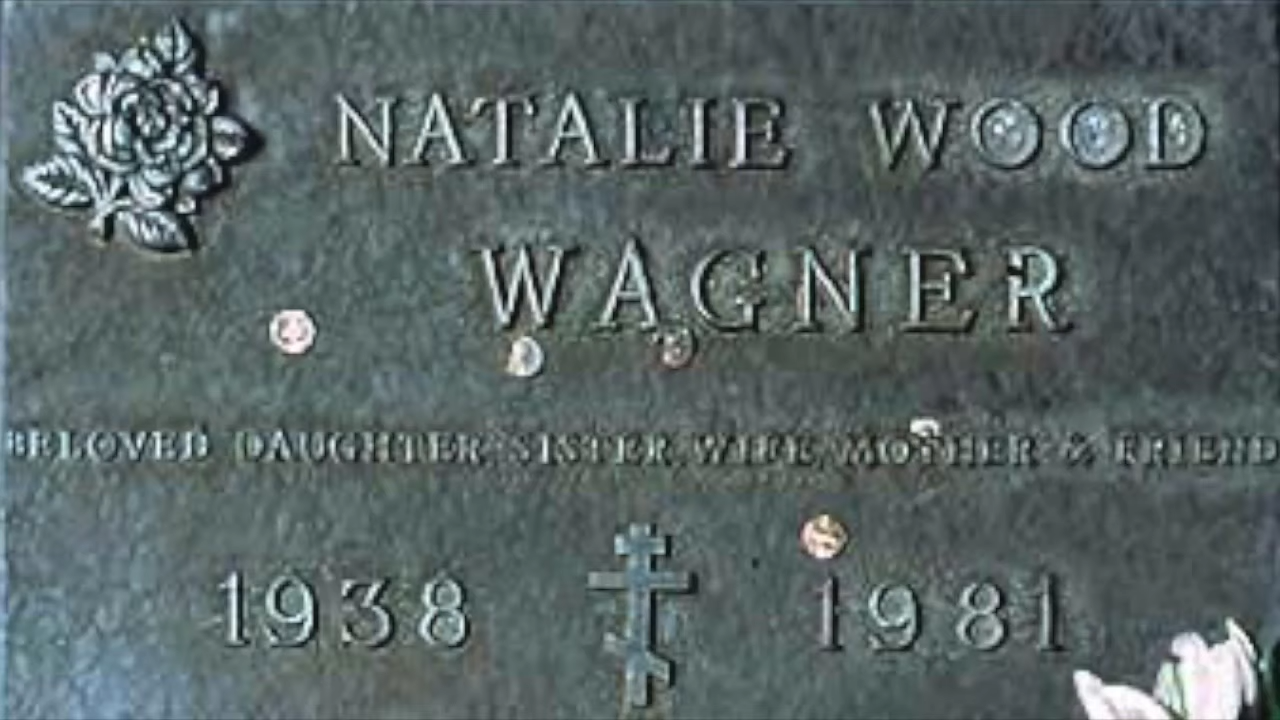 NATALIE WOOD
WAGNER
BELOVED DAUGHTER, SISTER, WIFE, MOTHER & FRIEND
1938 1981